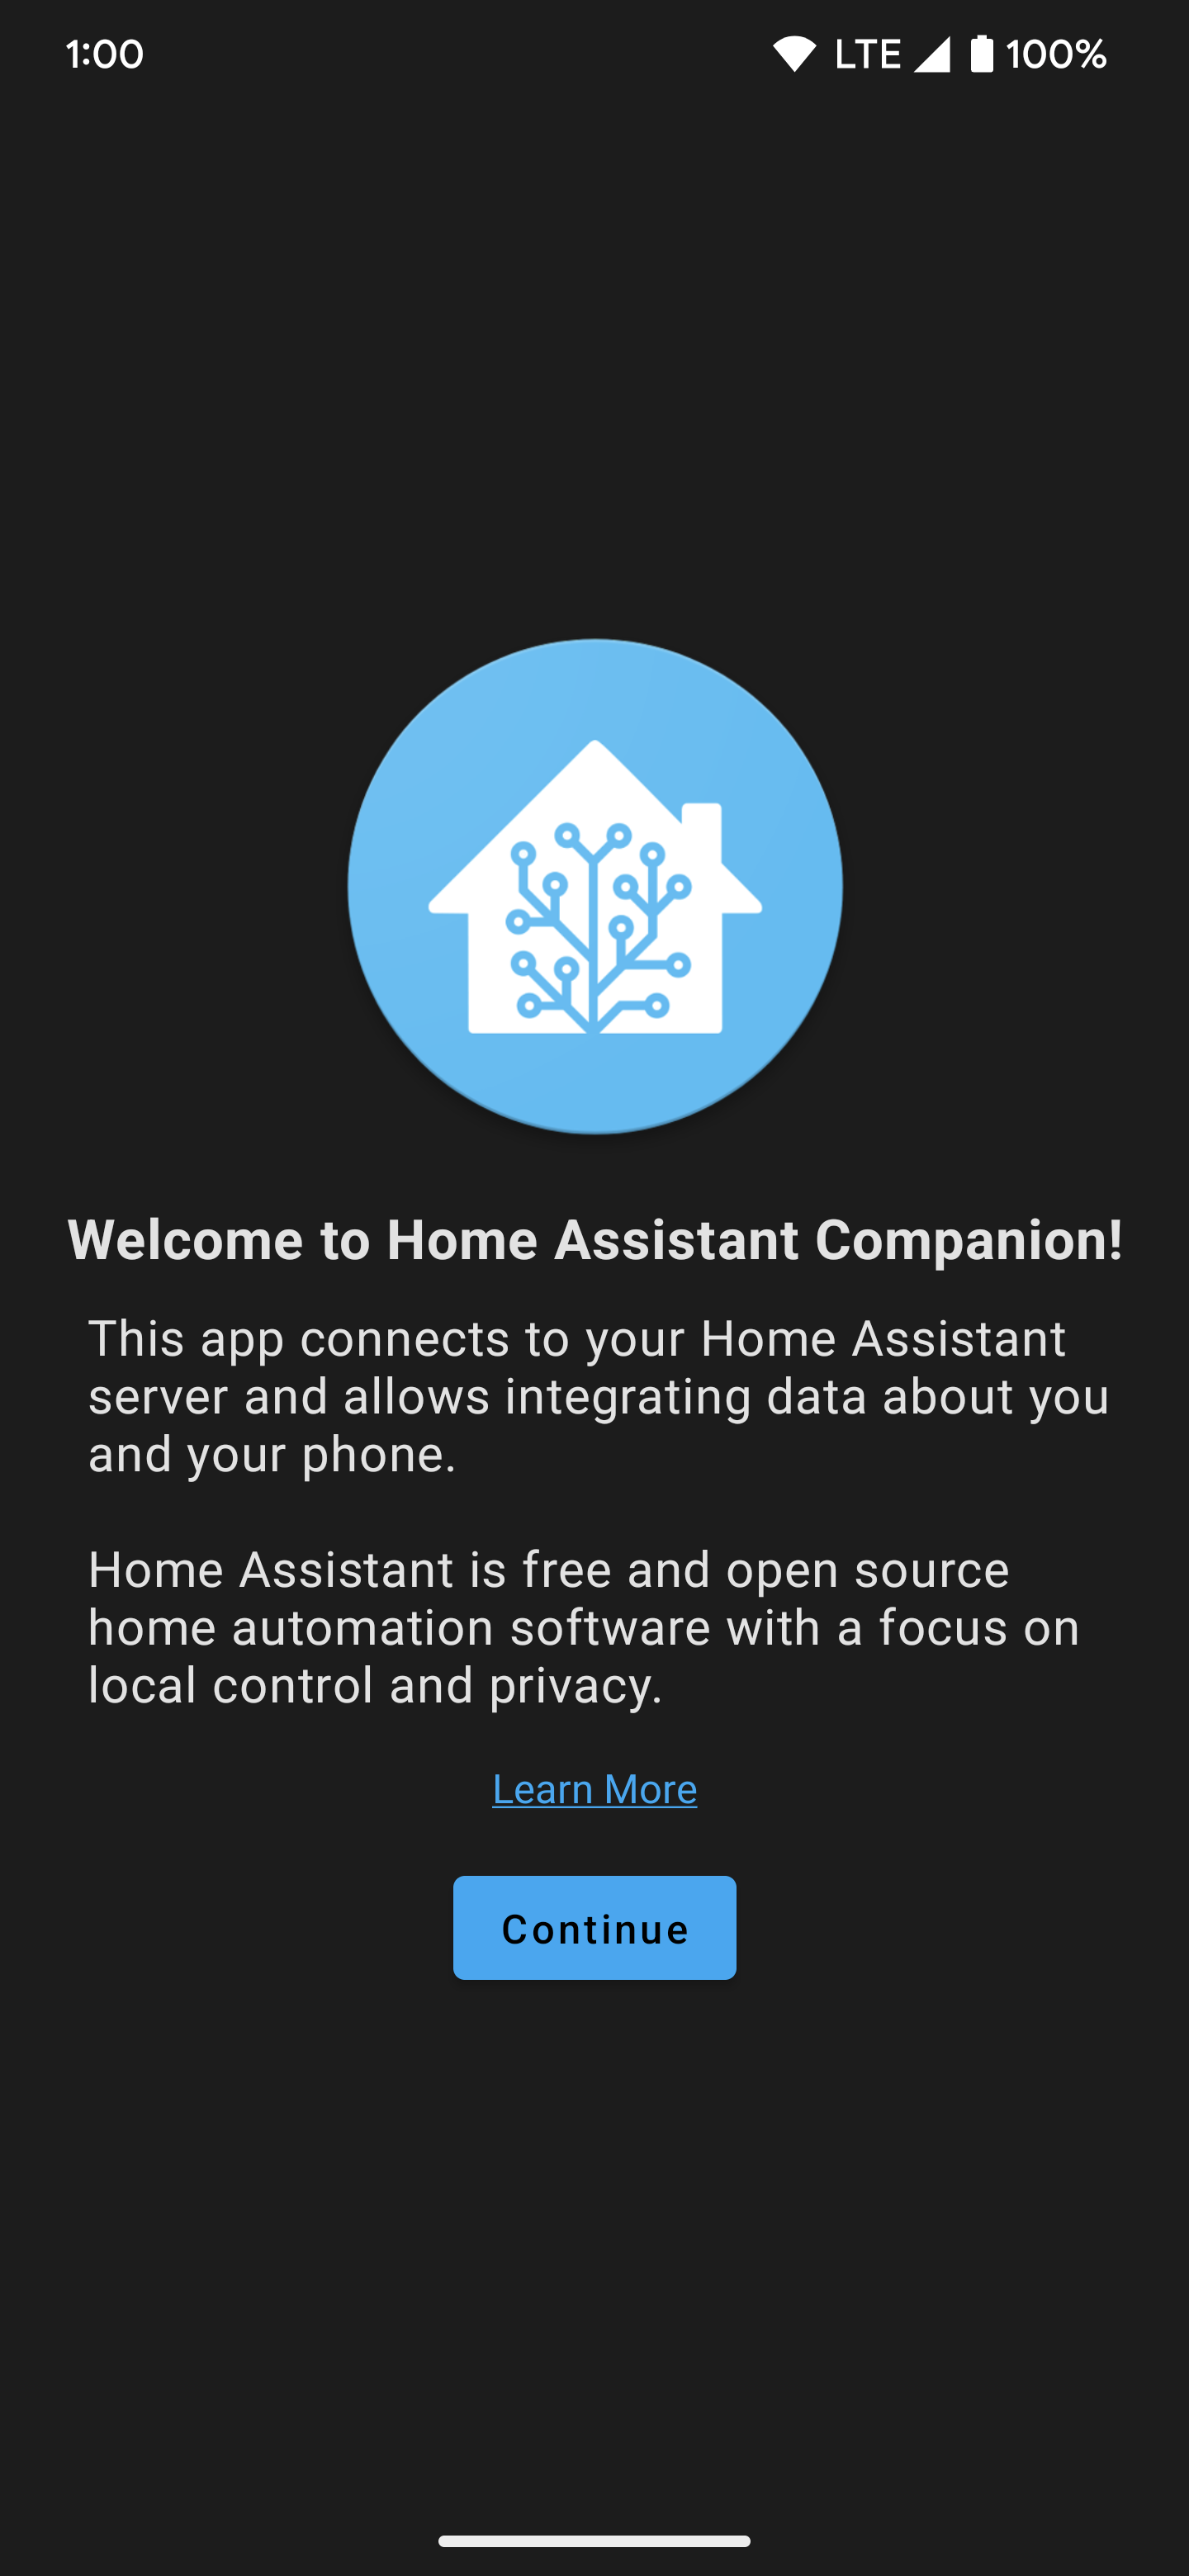 1:00 LTE 100%
Welcome to Home Assistant Companion!
This app connects to your Home Assistant
server and allows integrating data about you
and your phone.
Home Assistant is free and open source
home automation software with a focus on
local control and privacy.
Learn More
Continue